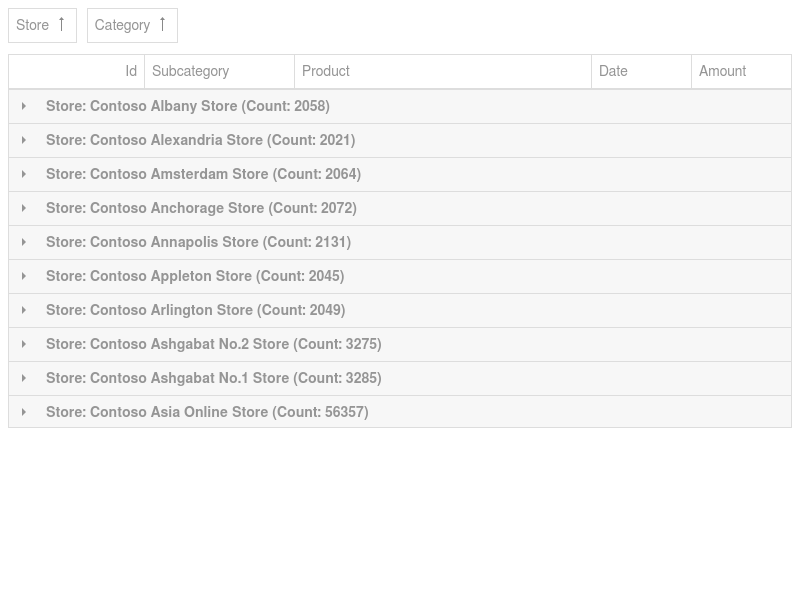 Store Category
Id Subcategory Product Date Amount
Store: Contoso Albany Store (Count: 2058)
Store: Contoso Alexandria Store (Count: 2021)
Store: Contoso Amsterdam Store (Count: 2064)
Store: Contoso Anchorage Store (Count: 2072)
Store: Contoso Annapolis Store (Count: 2131)
Store: Contoso Appleton Store (Count: 2045)
Store: Contoso Arlington Store (Count: 2049)
Store: Contoso Ashgabat No.2 Store (Count: 3275)
Store: Contoso Ashgabat No.1 Store (Count: 3285)
Store: Contoso Asia Online Store (Count: 56357)